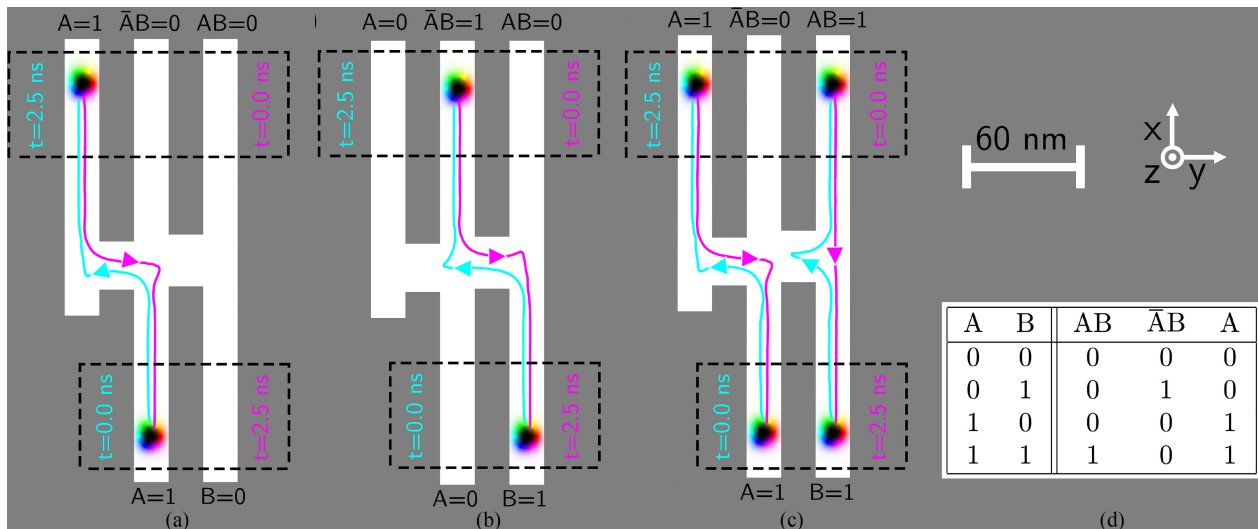 A=1 ĀB=0 AB=0
t=2.5 ns
t=0.0 ns
t=0.0 ns
t=2.5 ns
A=1 B=0
(a)
A=0 ĀB=1 AB=0
t=2.5 ns
t=0.0 ns
t=0.0 ns
t=2.5 ns
A=0 B=1
(b)
A=1 ĀB=0 AB=1
t=2.5 ns
t=0.0 ns
t=0.0 ns
t=2.5 ns
A=1 B=1
(c)
60 nm
x
z y
A B AB ĀB A
0 0 0 0 0
0 1 0 1 0
1 0 0 0 1
1 1 1 0 1
(d)